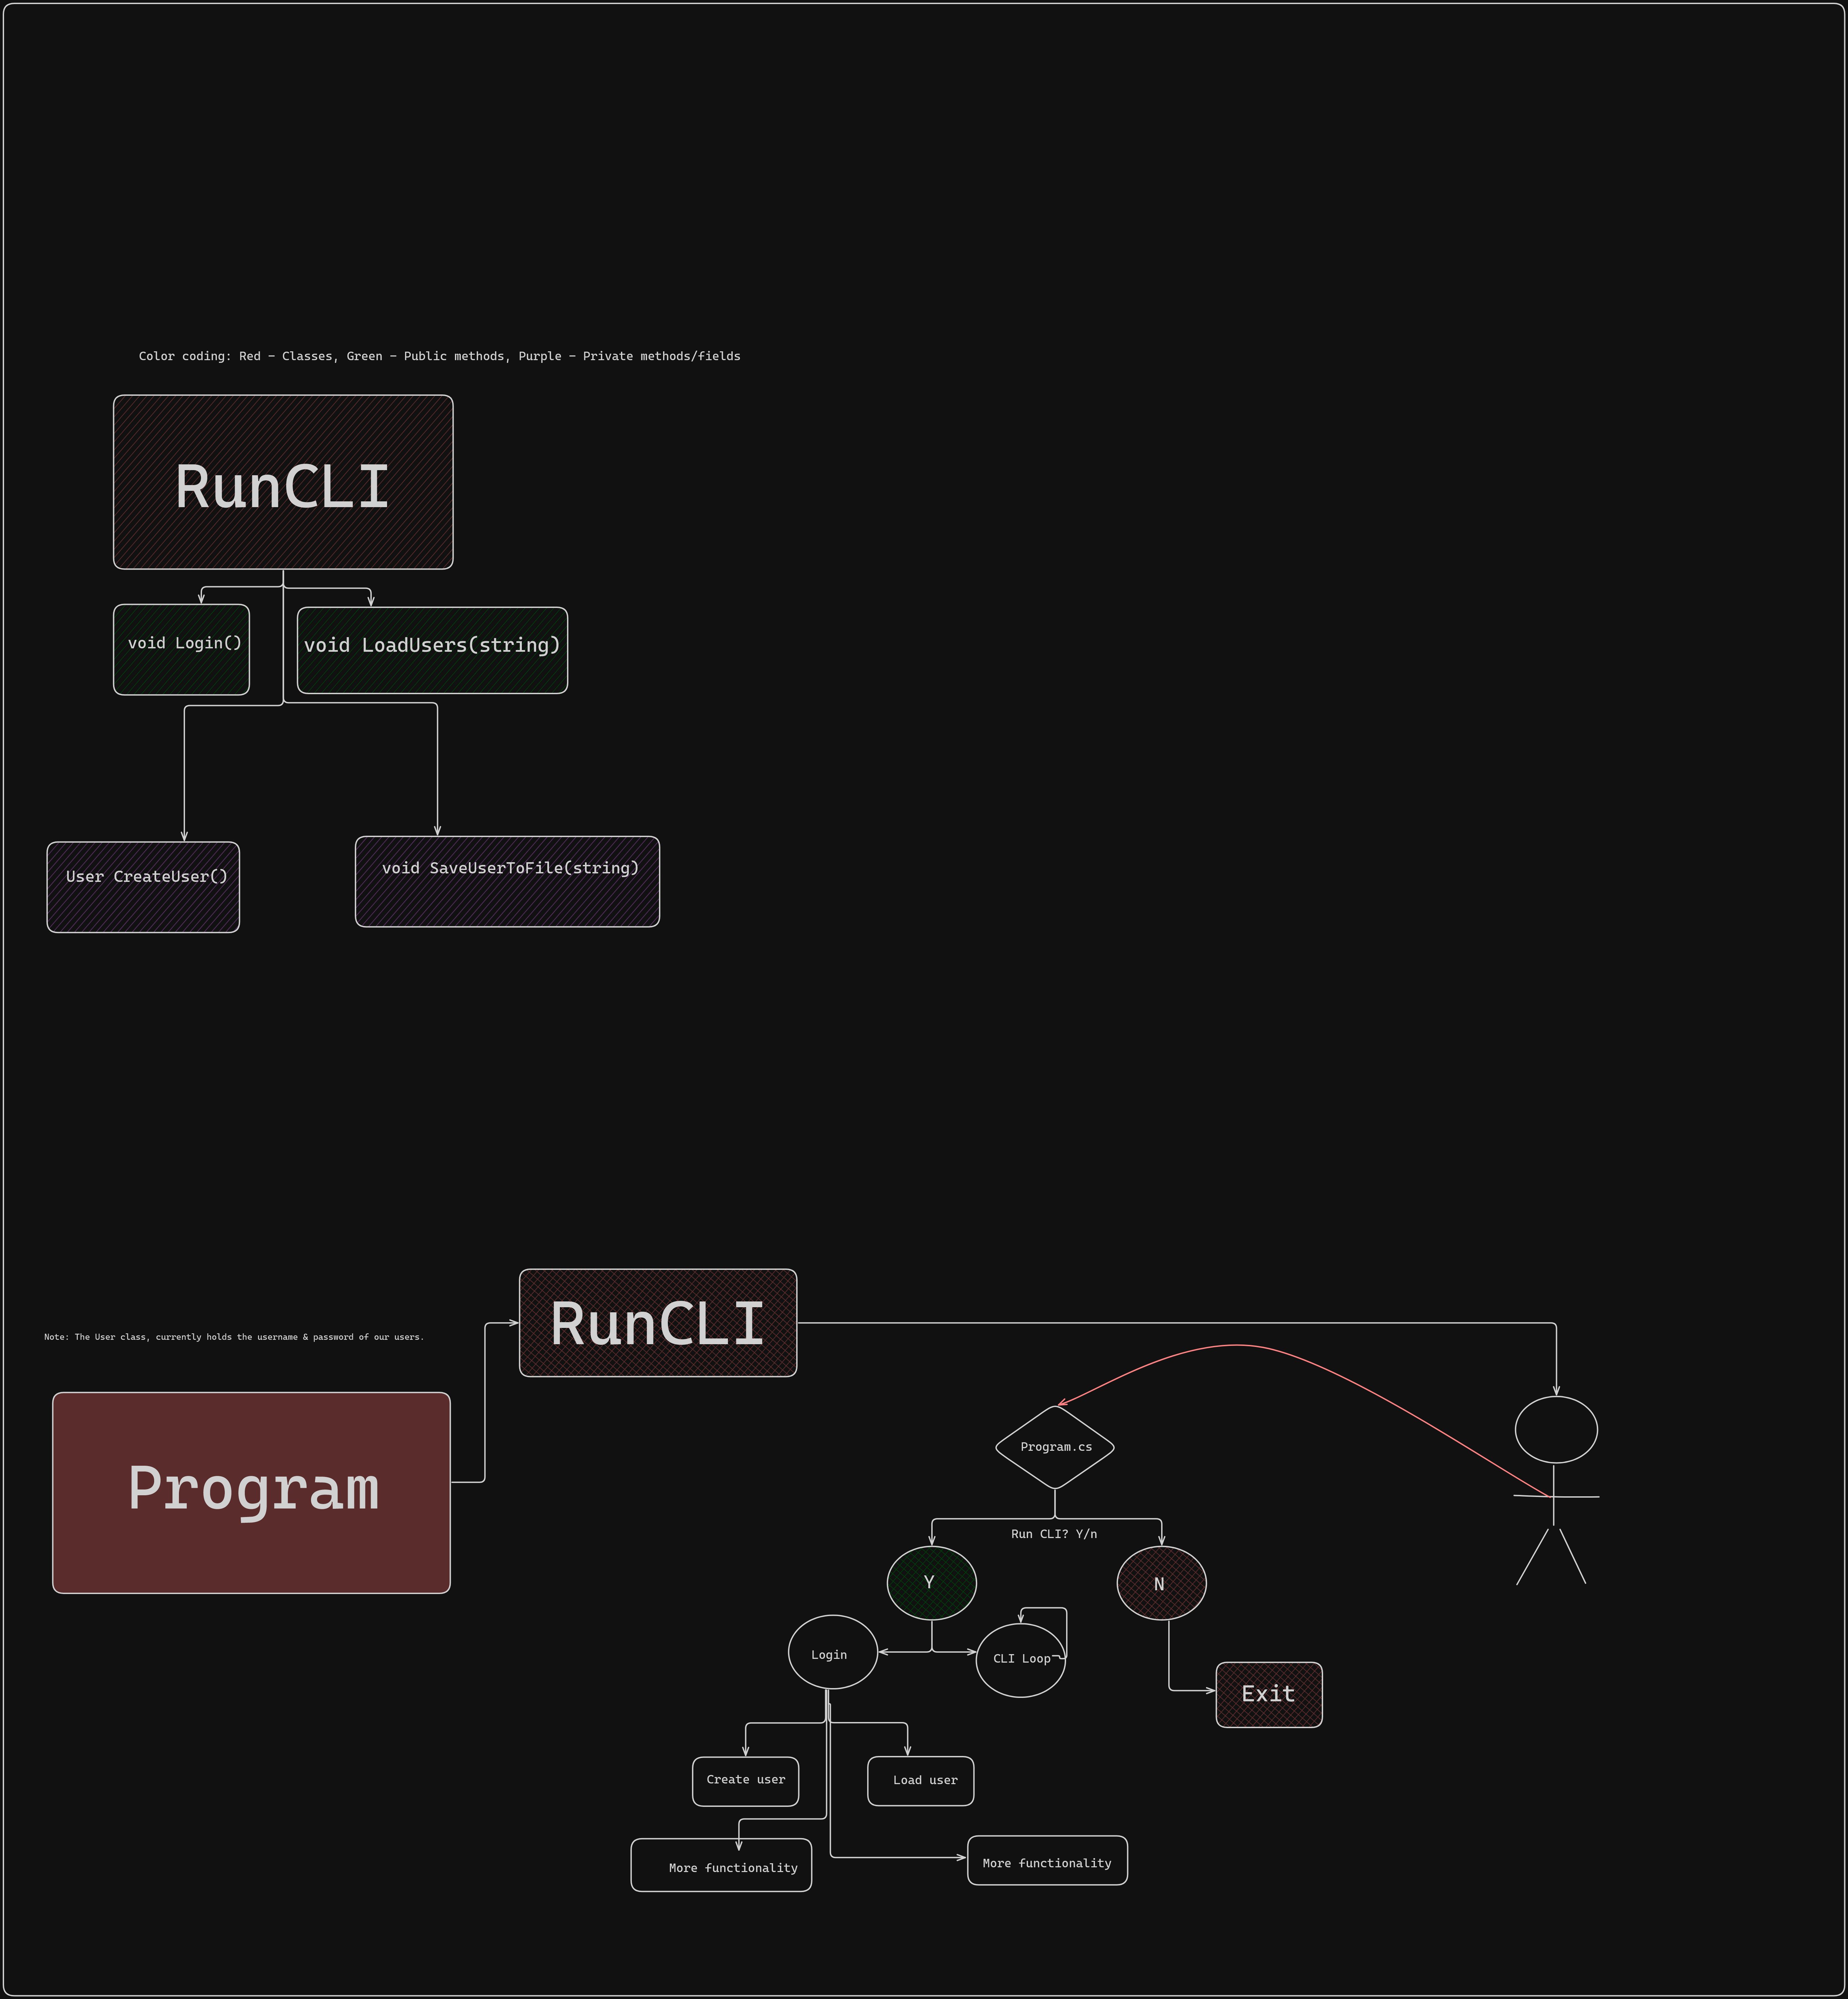 Color coding: Red - Classes, Green - Public methods, Purple - Private methods/fields
RunCLI
void Login()
void LoadUsers(string)
User CreateUser()
void SaveUserToFile(string)
RunCLI
Note: The User class, currently holds the username & password of our users.
Program
Program.cs
Run CLI? Y/n
Y
N
Login
CLI Loop
Exit
Create user
Load user
More functionality
More functionality